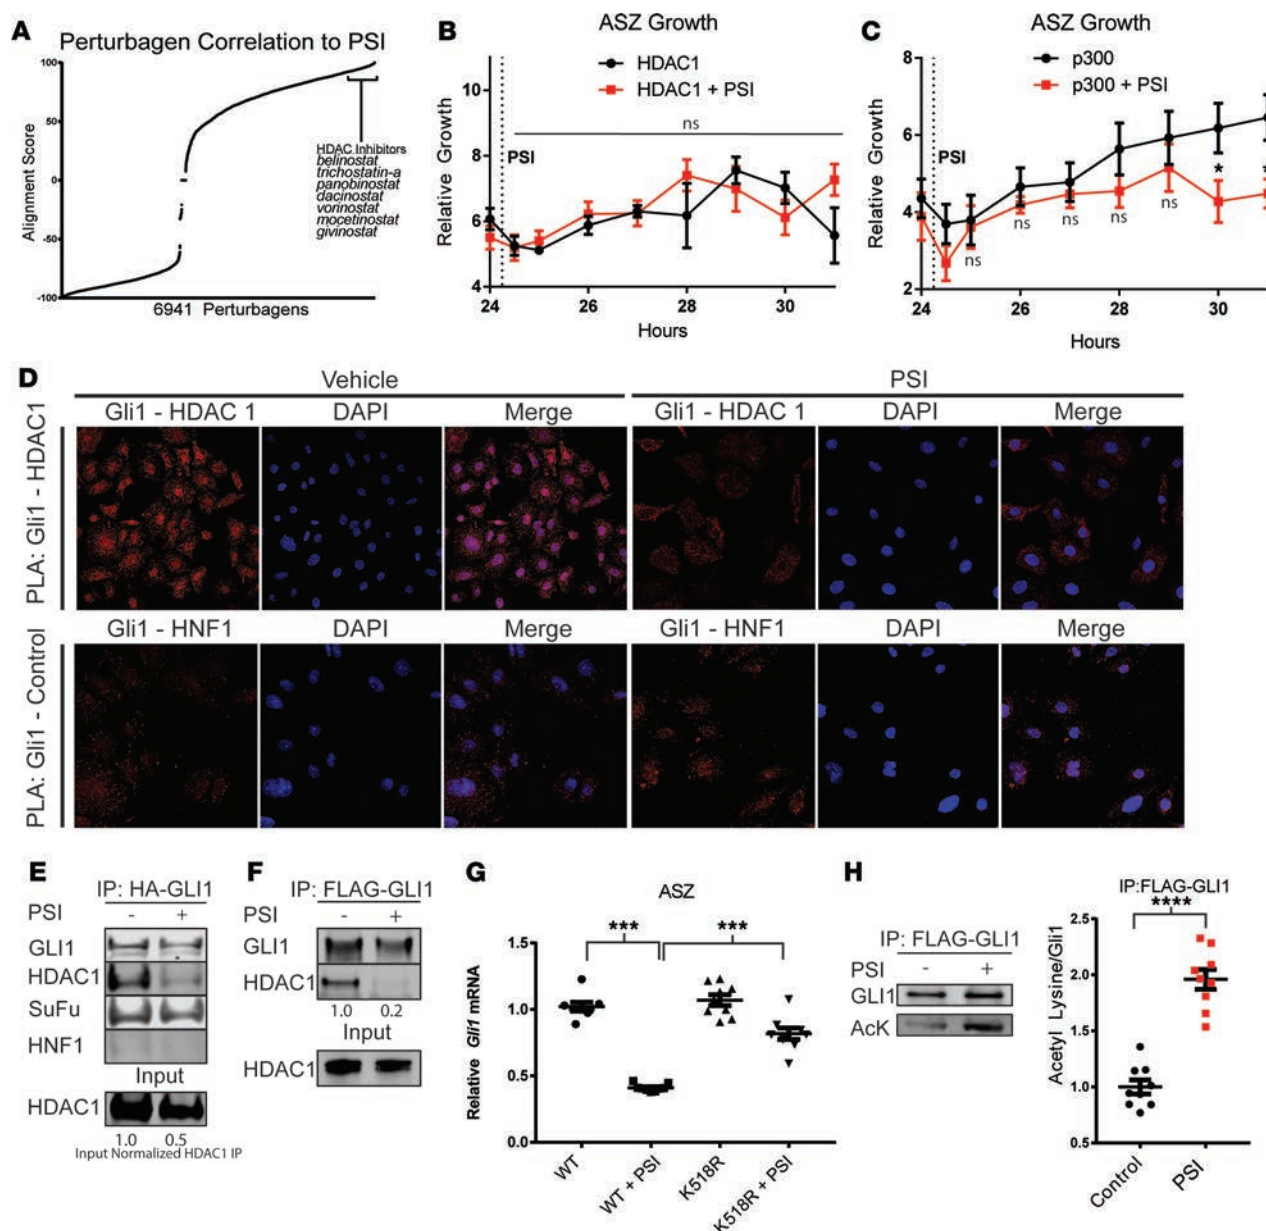 A
Perturbagen Correlation to PSI
Alignment Score
100
50
0
-50
-100
HDAC Inhibitors
belinostat
trichostatin-a
panobinostat
dacinostat
vorinostat
mocetinostat
givinostat
6941 Perturbagens
B
ASZ Growth
HDAC1
HDAC1 + PSI
ns
PSI
Relative Growth
10
8
6
4
24 26 28 30
Hours
C
ASZ Growth
p300
p300 + PSI
PSI
Relative Growth
8
6
4
2
ns
ns
ns
ns
ns
*
*
24 26 28 30
Hours
D
Vehicle PSI
Gli1 - HDAC 1 DAPI Merge Gli1 - HDAC 1 DAPI Merge
PLA: Gli1 - HDAC1
Gli1 - HNF1 DAPI Merge Gli1 - HNF1 DAPI Merge
PLA: Gli1 - Control
E
IP: HA-GLI1
PSI - +
GLI1
HDAC1
SuFu
HNF1
Input
HDAC1
1.0 0.5
Input Normalized HDAC1 IP
F
IP: FLAG-GLI1
PSI - +
GLI1
HDAC1
1.0 0.2
Input
HDAC1
G
ASZ
*** ***
Relative Gli1 mRNA
1.5
1.0
0.5
0.0
WT
WT + PSI
K518R
K518R + PSI
H
IP: FLAG-GLI1
PSI - +
GLI1
AcK
IP:FLAG-GLI1
****
Acetyl Lysine/Gli1
2.5
2.0
1.5
1.0
0.5
Control
PSI